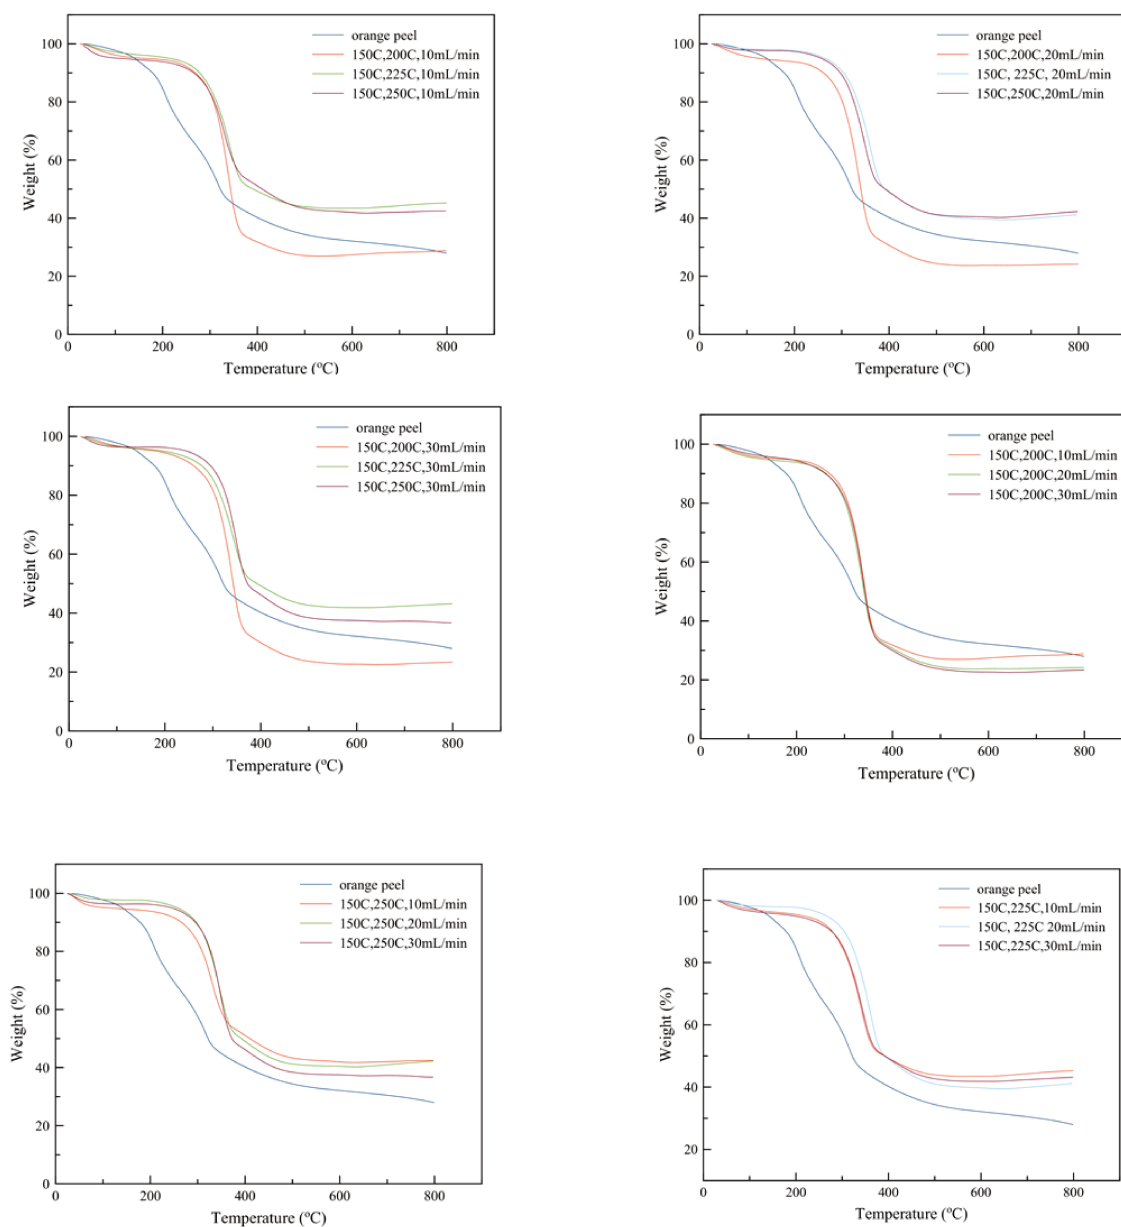 orange peel
150C,200C,10mL/min
150C,225C,10mL/min
150C,250C,10mL/min
100
80
60
40
20
0
Weight (%)
0 200 400 600 800
Temperature (ºC)
orange peel
150C,200C,20mL/min
150C, 225C, 20mL/min
150C,250C,20mL/min
100
80
60
40
20
0
Weight (%)
0 200 400 600 800
Temperature (ºC)
orange peel
150C,200C,30mL/min
150C,225C,30mL/min
150C,250C,30mL/min
100
80
60
40
20
0
Weight (%)
0 200 400 600 800
Temperature (ºC)
orange peel
150C,200C,10mL/min
150C,200C,20mL/min
150C,200C,30mL/min
100
80
60
40
20
0
Weight (%)
0 200 400 600 800
Temperature (ºC)
orange peel
150C,250C,10mL/min
150C,250C,20mL/min
150C,250C,30mL/min
100
80
60
40
20
0
Weight (%)
0 200 400 600 800
Temperature (ºC)
orange peel
150C,225C,10mL/min
150C, 225C 20mL/min
150C,225C,30mL/min
100
80
60
40
20
Weight (%)
0 200 400 600 800
Temperature (ºC)